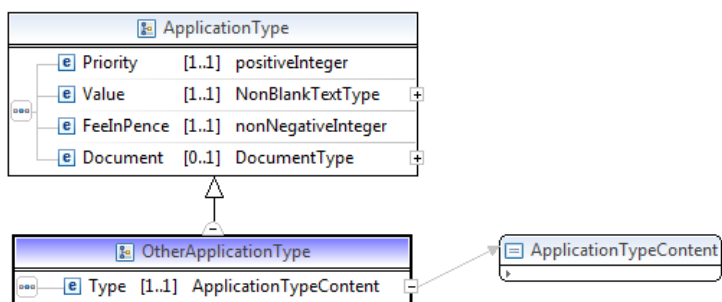 ApplicationType
e Priority [1..1] positiveInteger
e Value [1..1] NonBlankTextType
e FeeInPence [1..1] nonNegativeInteger
e Document [0..1] DocumentType
OtherApplicationType
e Type [1..1] ApplicationTypeContent
ApplicationTypeContent